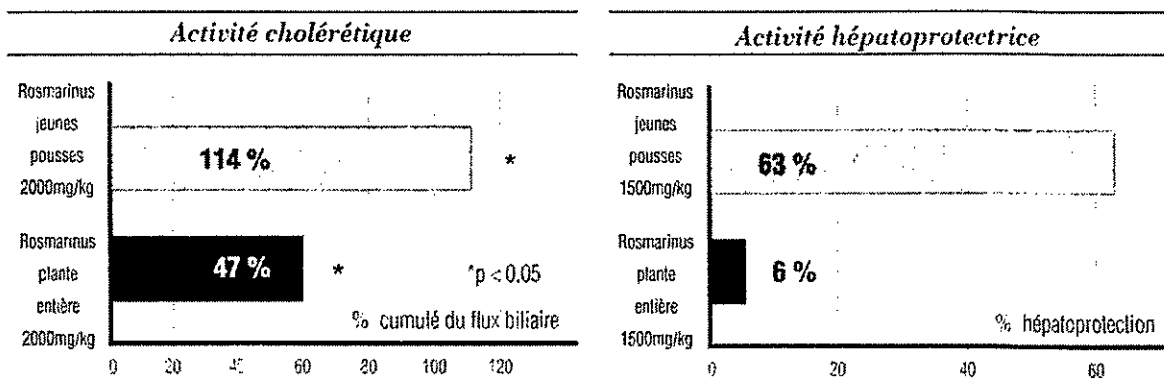 Activité cholérétique
Rosmarinus
jeunes
pousses
2000mg/kg
114 %
*
Rosmarinus
plante
entière
2000mg/kg
47 %
*
*p < 0.05
% cumulé du flux biliaire
0 20 60 80 100 120
Activité hépatoprotectrice
Rosmarinus
jeunes
pousses
1500mg/kg
63 %
Rosmarinus
plante
entière
1500mg/kg
6 %
% hépatoprotection
0 20 40 60